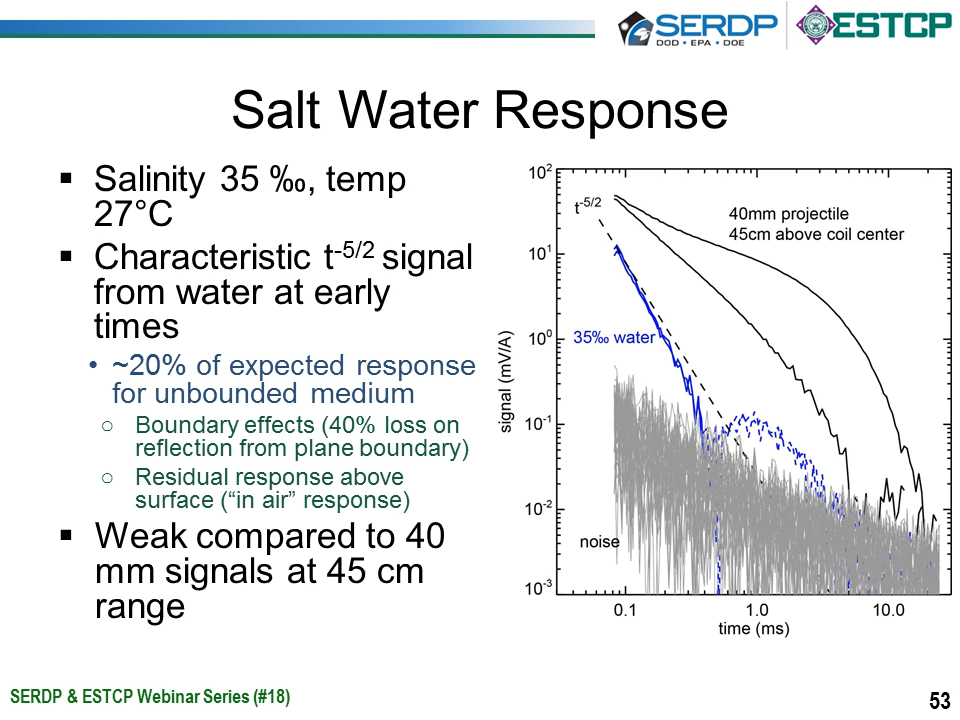 SERDP
DOD • EPA • DOE
ESTCP
Salt Water Response
▪ Salinity 35 ‰, temp
27°C
▪ Characteristic t-5/2 signal
from water at early
times
• ~20% of expected response
for unbounded medium
○ Boundary effects (40% loss on
reflection from plane boundary)
○ Residual response above
surface (“in air” response)
▪ Weak compared to 40
mm signals at 45 cm
range
signal (mV/A)
10²
10¹
10⁰
10⁻¹
10⁻²
10⁻³
t-5/2
40mm projectile
45cm above coil center
35‰ water
noise
0.1 1.0 10.0
time (ms)
SERDP & ESTCP Webinar Series (#18)
53